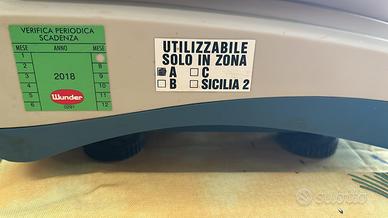 VERIFICA PERIODICA
SCADENZA
MESE ANNO MESE
1 7
2 8
3 2018 9
4 10
5 11
6 12
Wunder
UTILIZZABILE
SOLO IN ZONA
A C
B SICILIA 2
SUBITO